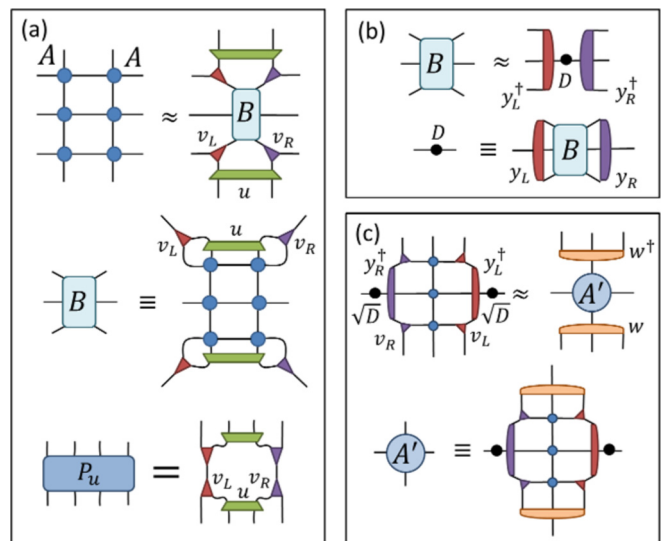 (a)
A A
≈
B
v_L v_R
u
u
v_L v_R
B ≡
P_u =
v_L v_R
u
(b)
B ≈
D
y_L^† y_R^†
D
≡ B
y_L y_R
(c)
y_R^† y_L^†
√D √D ≈
v_R v_L
w^†
A'
w
A' ≡